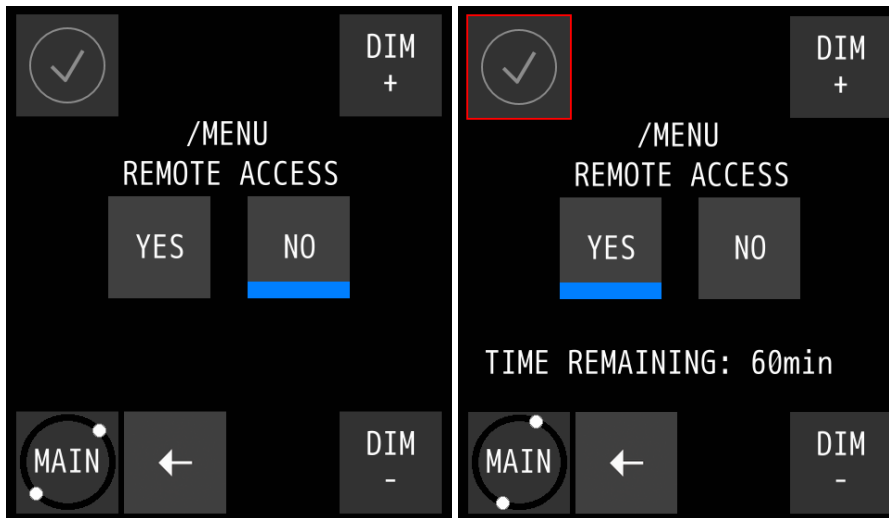 DIM
+
/MENU
REMOTE ACCESS
YES NO
MAIN ← DIM
-
DIM
+
/MENU
REMOTE ACCESS
YES NO
TIME REMAINING: 60min
MAIN ← DIM
-